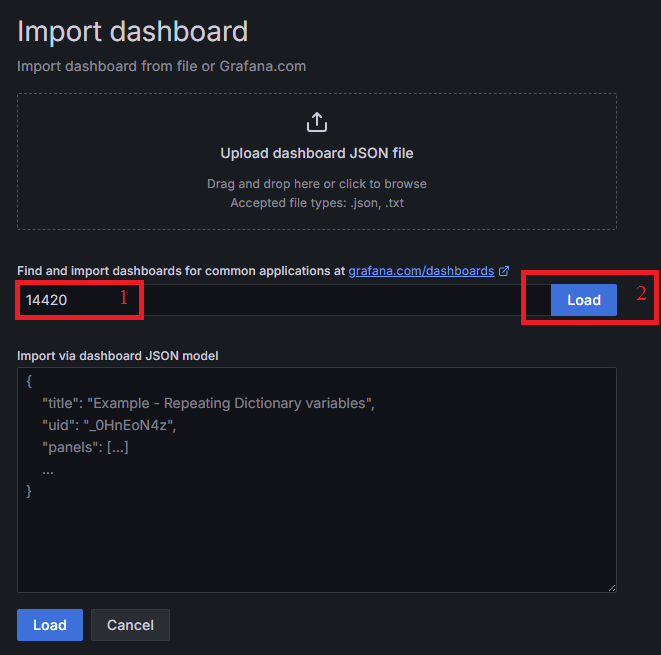 Import dashboard
Import dashboard from file or Grafana.com
Upload dashboard JSON file
Drag and drop here or click to browse
Accepted file types: .json, .txt
Find and import dashboards for common applications at grafana.com/dashboards
14420 1 Load 2
Import via dashboard JSON model
{
"title": "Example - Repeating Dictionary variables",
"uid": "_0HnEoN4z",
"panels": [...]
...
}
Load Cancel